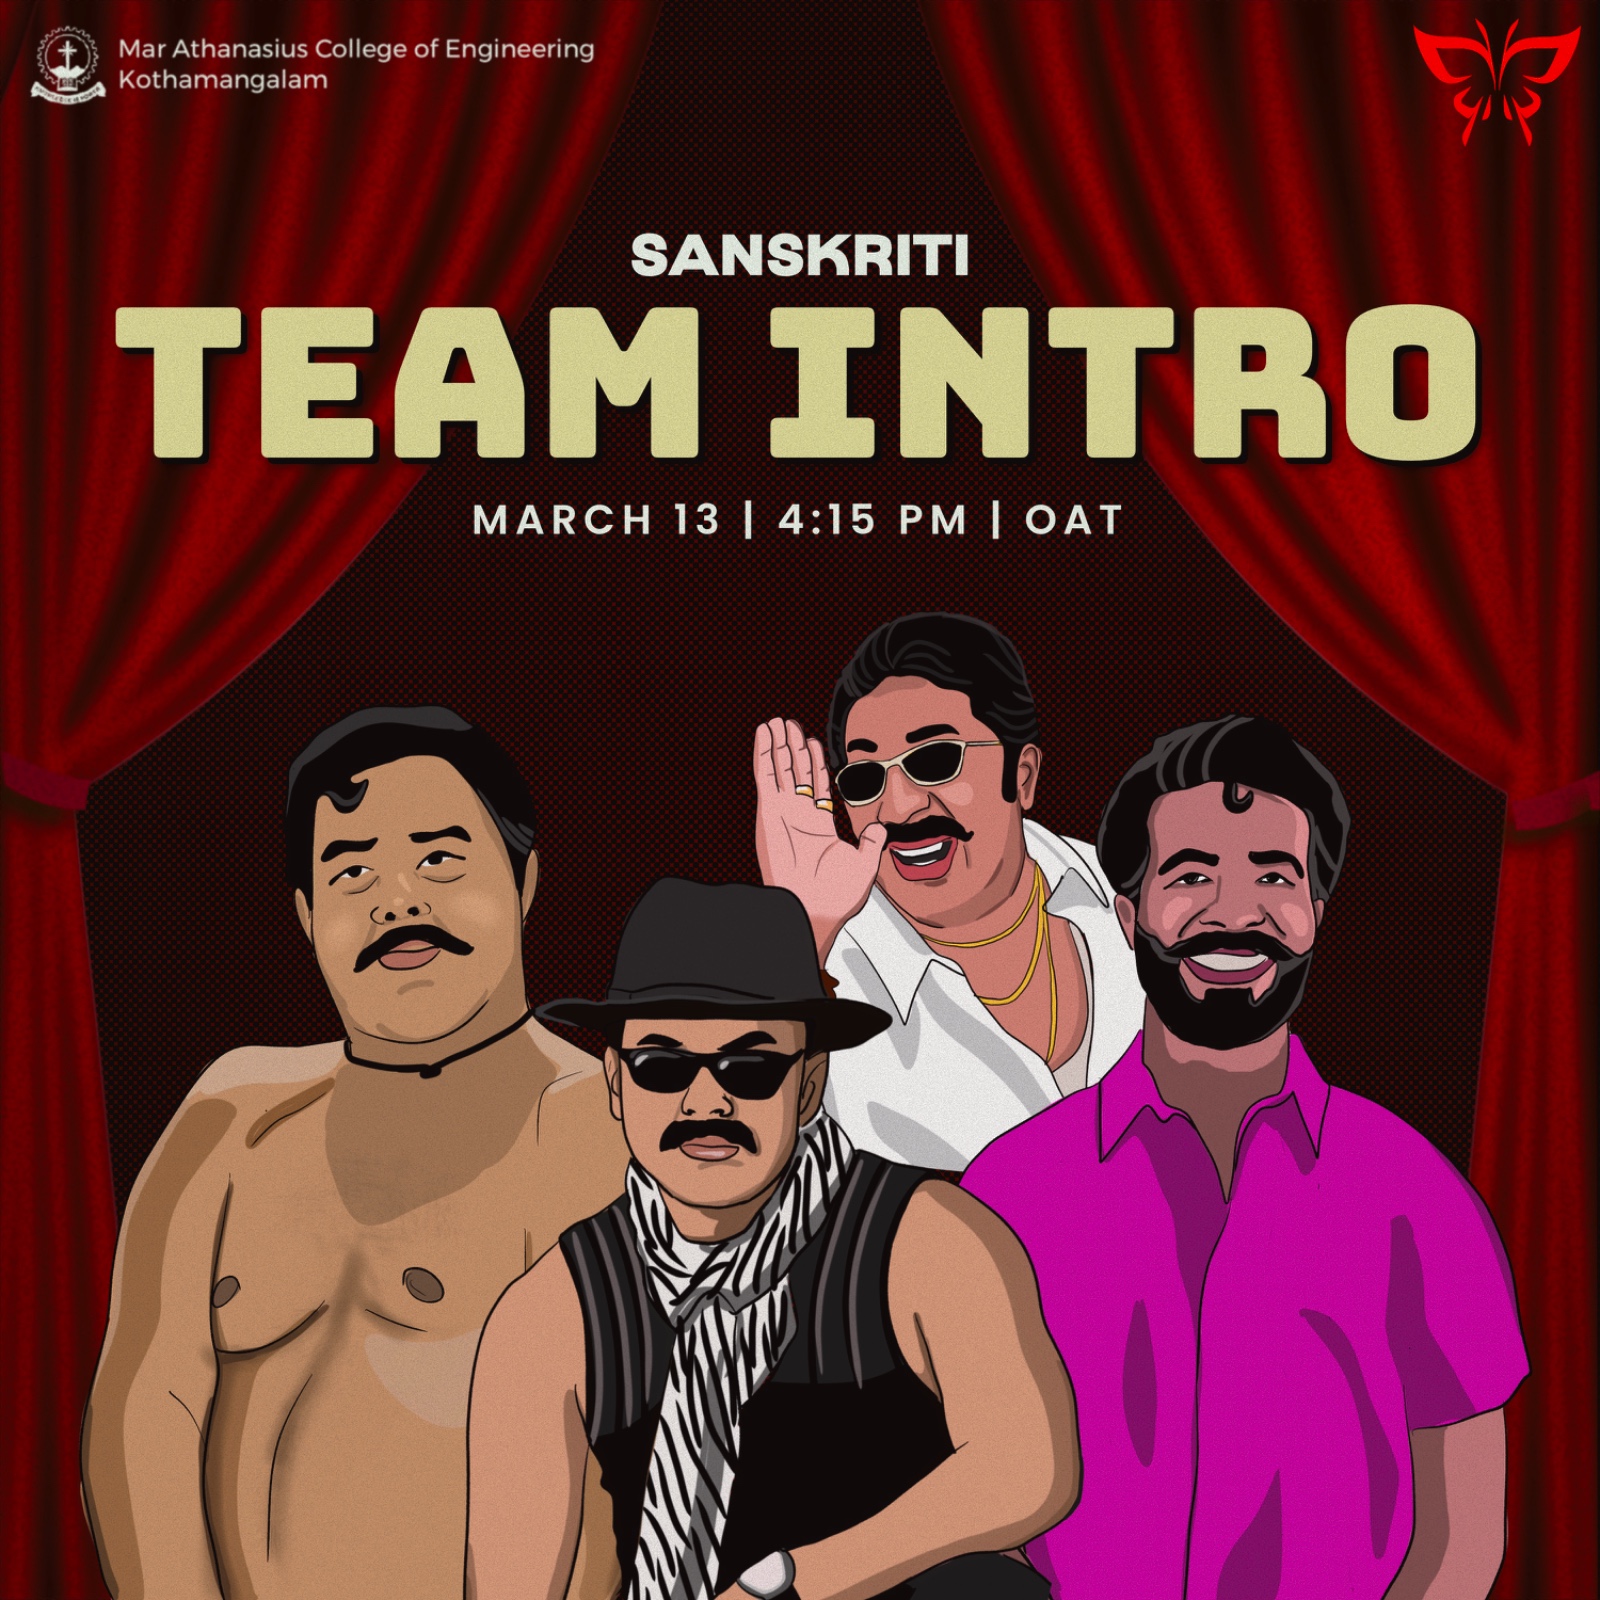 Mar Athanasius College of Engineering
Kothamangalam
SANSKRITI
TEAM INTRO
MARCH 13 | 4:15 PM | OAT